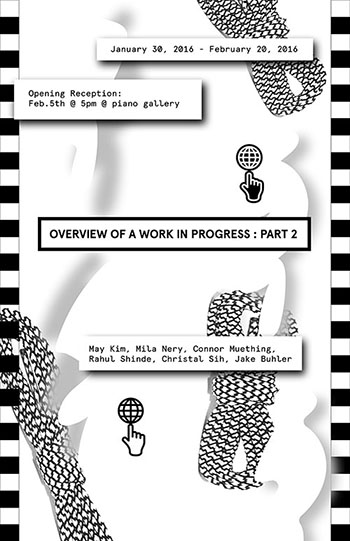 January 30, 2016 - February 20, 2016
Opening Reception:
Feb.5th @ 5pm @ piano gallery
OVERVIEW OF A WORK IN PROGRESS : PART 2
May Kim, Mila Nery, Connor Muething,
Rahul Shinde, Christal Sih, Jake Buhler